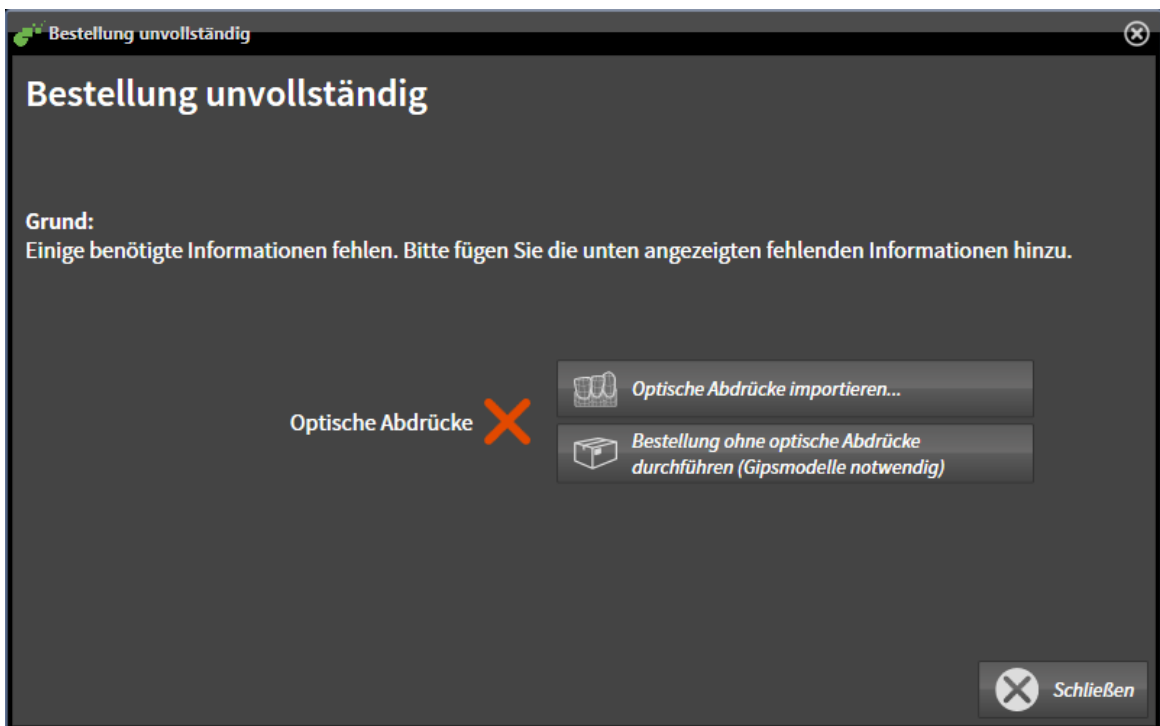 Bestellung unvollständig
Bestellung unvollständig
Grund:
Einige benötigte Informationen fehlen. Bitte fügen Sie die unten angezeigten fehlenden Informationen hinzu.
Optische Abdrücke
Optische Abdrücke importieren...
Bestellung ohne optische Abdrücke
durchführen (Gipsmodelle notwendig)
Schließen